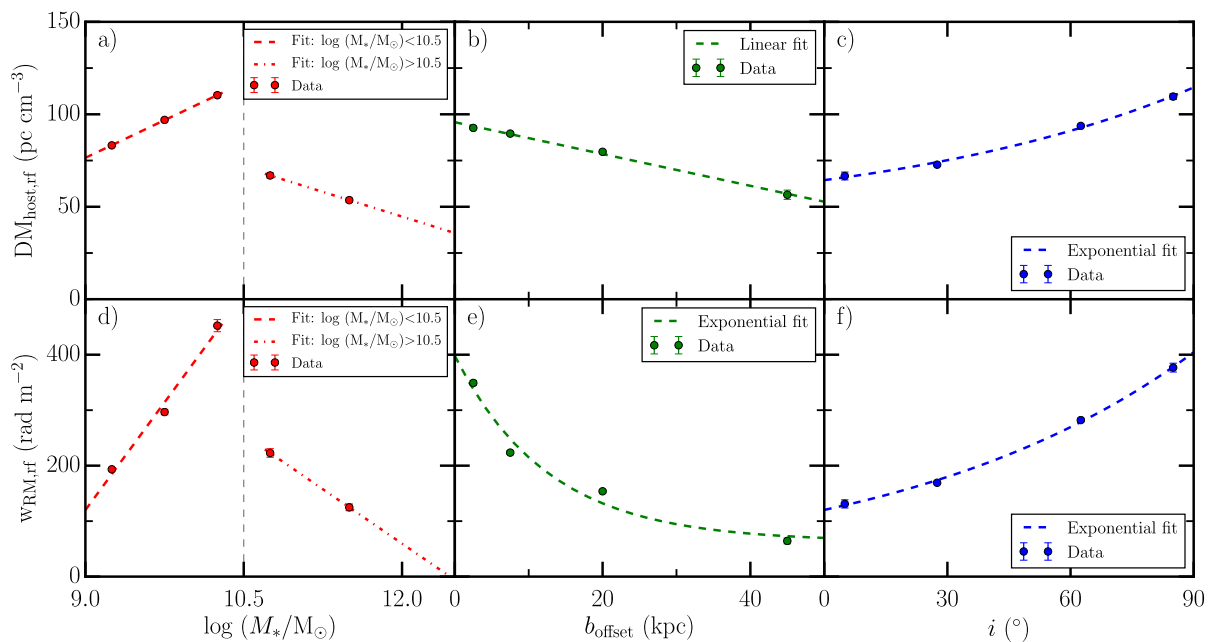 a)
Fit: log (M*/M⊙)<10.5
Fit: log (M*/M⊙)>10.5
Data
b)
Linear fit
Data
c)
Exponential fit
Data
150
100
50
0
DM_host,rf (pc cm⁻³)
d)
Fit: log (M*/M⊙)<10.5
Fit: log (M*/M⊙)>10.5
Data
e)
Exponential fit
Data
f)
Exponential fit
Data
400
200
0
w_RM,rf (rad m⁻²)
9.0 10.5 12.0
0 20 40
0 30 60 90
log (M*/M⊙)
b_offset (kpc)
i (°)